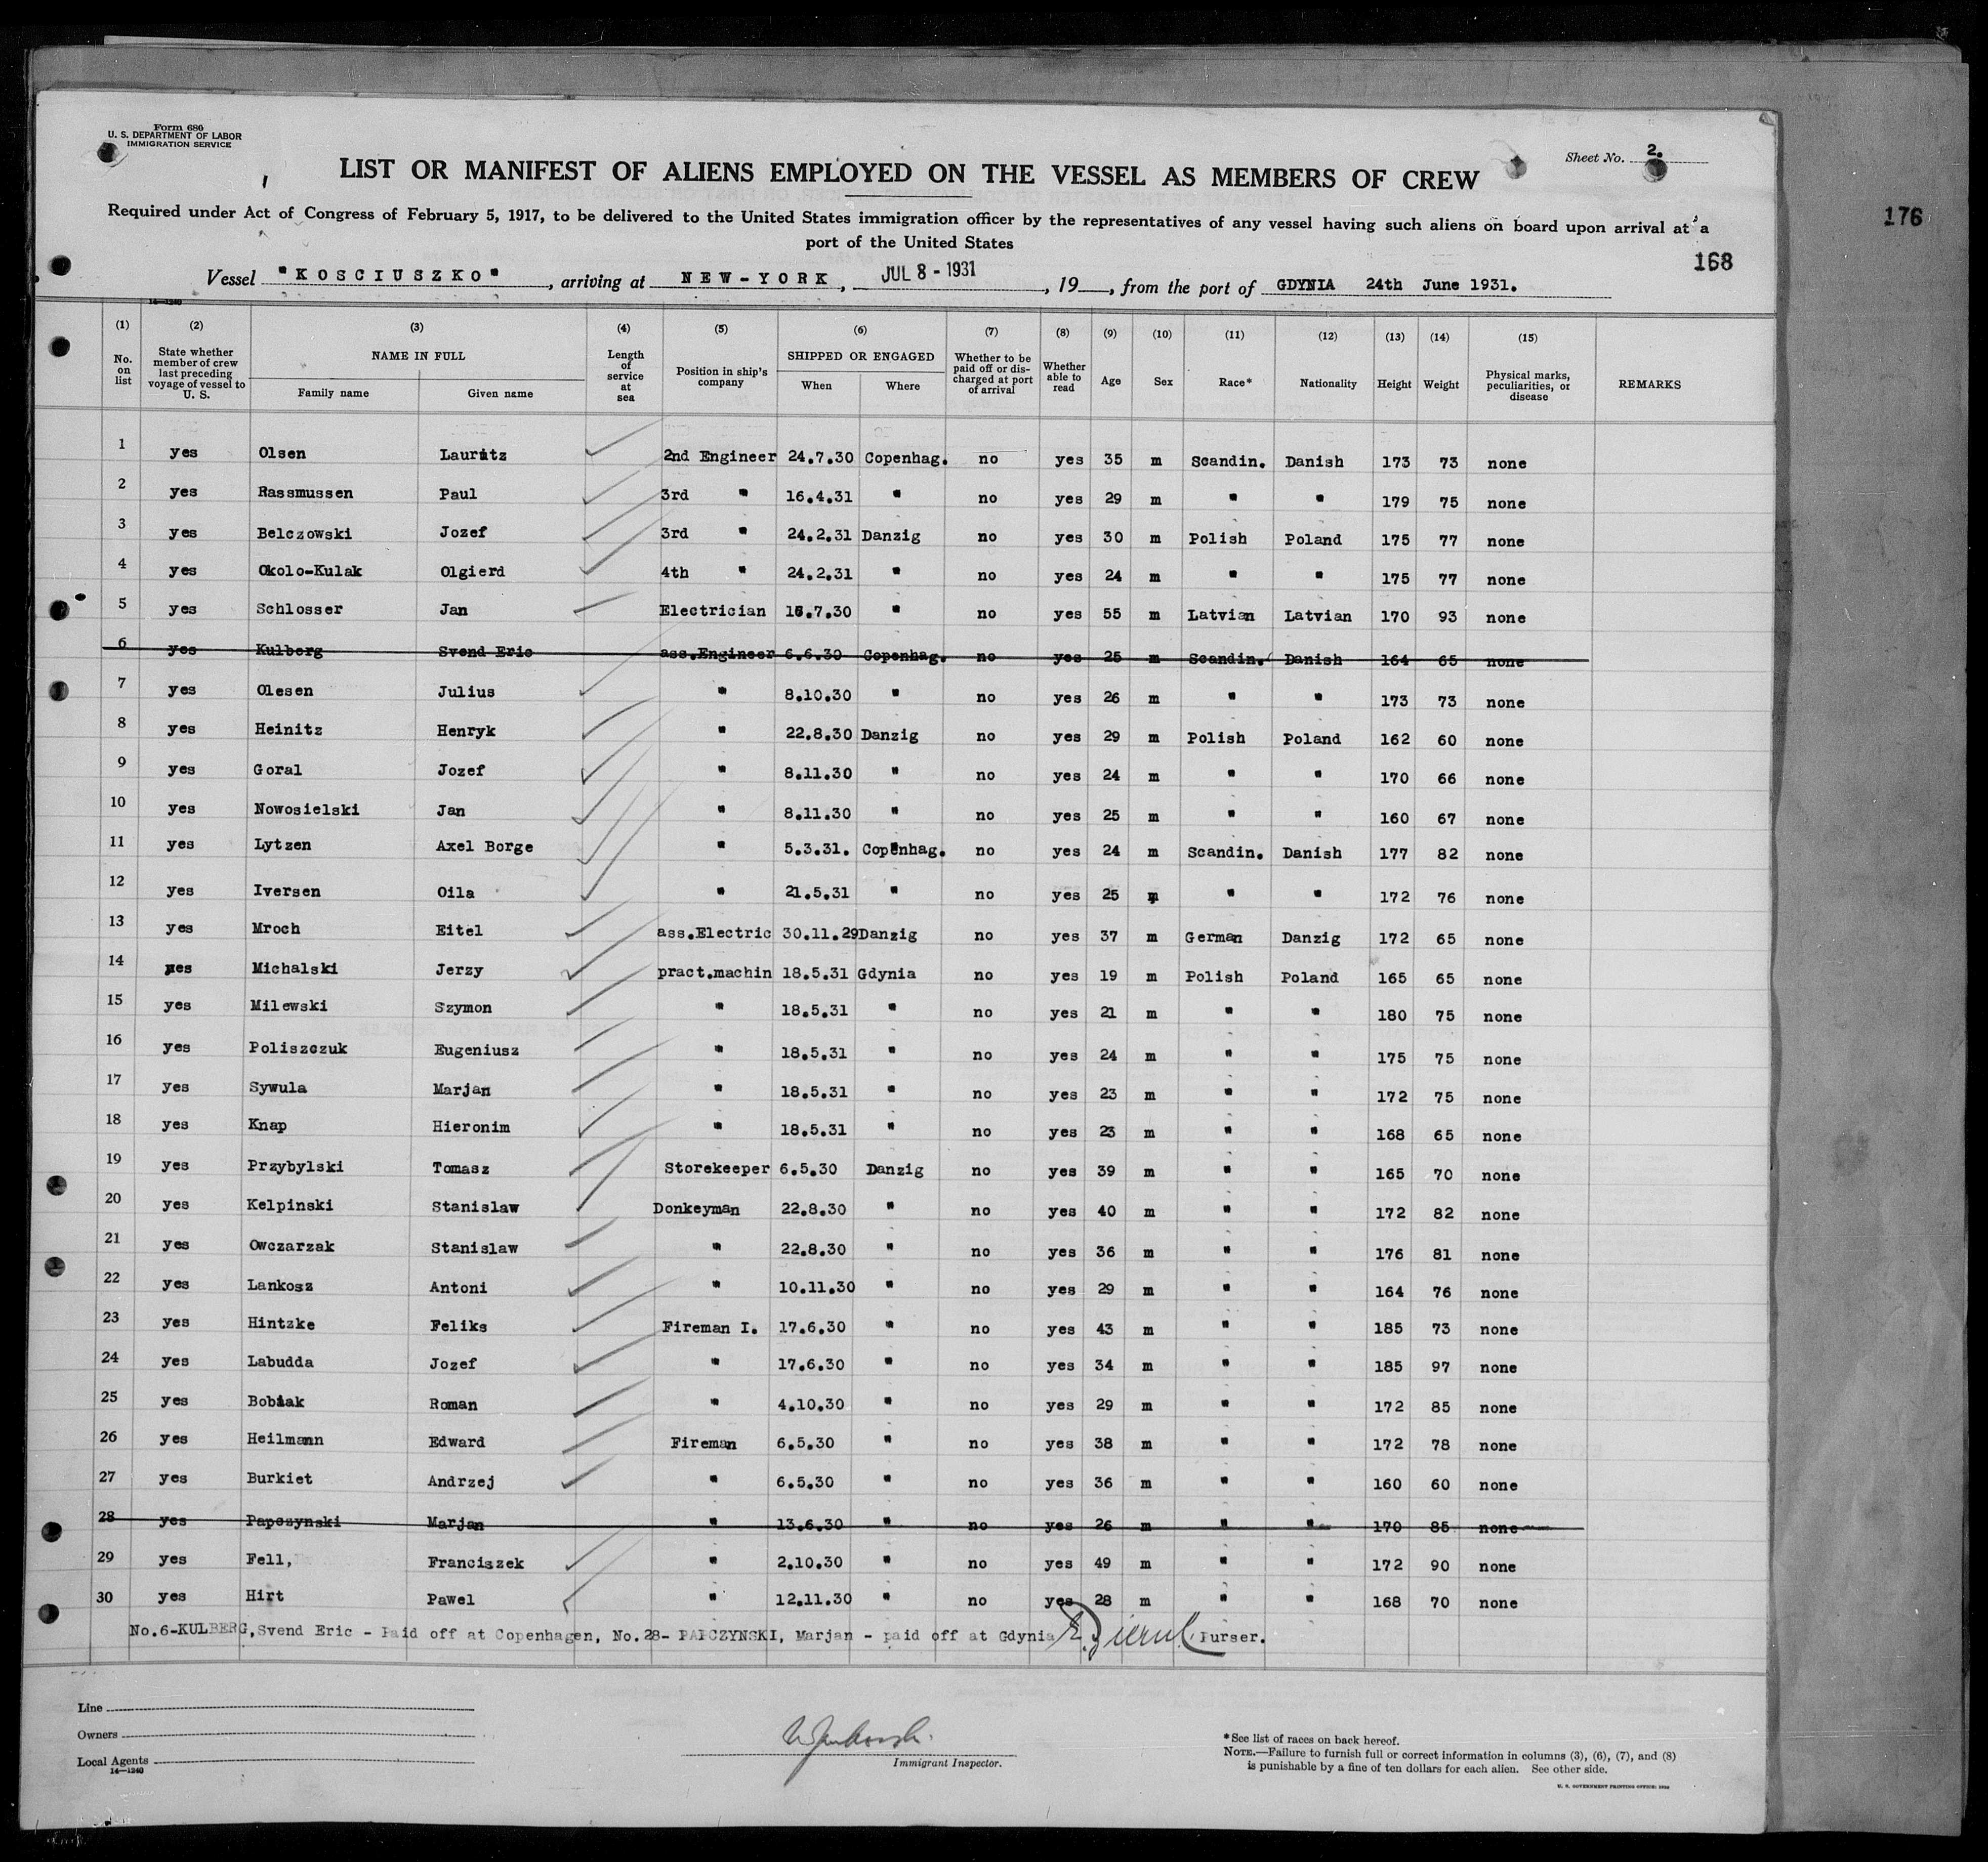 Form 686
U. S. DEPARTMENT OF LABOR
IMMIGRATION SERVICE
Sheet No. 2.
LIST OR MANIFEST OF ALIENS EMPLOYED ON THE VESSEL AS MEMBERS OF CREW
Required under Act of Congress of February 5, 1917, to be delivered to the United States immigration officer by the representatives of any vessel having such aliens on board upon arrival at a
port of the United States
176
168
Vessel "KOSCIUSZKO", arriving at NEW-YORK, JUL 8 - 1931, 19__, from the port of GDYNIA 24th June 1931.
14—1240
(1) (2) (3) (4) (5) (6) (7) (8) (9) (10) (11) (12) (13) (14) (15)
No. on list | State whether member of crew last preceding voyage of vessel to U. S. | NAME IN FULL Family name Given name | Length of service at sea | Position in ship's company | SHIPPED OR ENGAGED When Where | Whether to be paid off or discharged at port of arrival | Whether able to read | Age | Sex | Race* | Nationality | Height | Weight | Physical marks, peculiarities, or disease | REMARKS
1 yes Olsen Lauritz 2nd Engineer 24.7.30 Copenhag. no yes 35 m Scandin. Danish 173 73 none
2 yes Rassmussen Paul 3rd " 16.4.31 " no yes 29 m " " 179 75 none
3 yes Belczowski Jozef 3rd " 24.2.31 Danzig no yes 30 m Polish Poland 175 77 none
4 yes Okolo-Kulak Olgierd 4th " 24.2.31 " no yes 24 m " " 175 77 none
5 yes Schlosser Jan Electrician 16.7.30 " no yes 55 m Latvian Latvian 170 93 none
6 yes Kulberg Svend Eric ass.Engineer 6.6.30 Copenhag. no yes 25 m Scandin. Danish 164 65 none
7 yes Olesen Julius " 8.10.30 " no yes 26 m " " 173 73 none
8 yes Heinitz Henryk " 22.8.30 Danzig no yes 29 m Polish Poland 162 60 none
9 yes Goral Jozef " 8.11.30 " no yes 24 m " " 170 66 none
10 yes Nowosielski Jan " 8.11.30 " no yes 25 m " " 160 67 none
11 yes Lytzen Axel Borge " 5.3.31. Copenhag. no yes 24 m Scandin. Danish 177 82 none
12 yes Iversen Oila " 21.5.31 " no yes 25 m " " 172 76 none
13 yes Mroch Eitel ass.Electric 30.11.29 Danzig no yes 37 m German Danzig 172 65 none
14 yes Michalski Jerzy pract.machin 18.5.31 Gdynia no yes 19 m Polish Poland 165 65 none
15 yes Milewski Szymon " 18.5.31 " no yes 21 m " " 180 75 none
16 yes Poliszczuk Eugeniusz " 18.5.31 " no yes 24 m " " 175 75 none
17 yes Sywula Marjan " 18.5.31 " no yes 23 m " " 172 75 none
18 yes Knap Hieronim " 18.5.31 " no yes 23 m " " 168 65 none
19 yes Przybylski Tomasz Storekeeper 6.5.30 Danzig no yes 39 m " " 165 70 none
20 yes Kelpinski Stanislaw Donkeyman 22.8.30 " no yes 40 m " " 172 82 none
21 yes Owczarzak Stanislaw " 22.8.30 " no yes 36 m " " 176 81 none
22 yes Lankosz Antoni " 10.11.30 " no yes 29 m " " 164 76 none
23 yes Hintzke Feliks Fireman I. 17.6.30 " no yes 43 m " " 185 73 none
24 yes Labudda Jozef " 17.6.30 " no yes 34 m " " 185 97 none
25 yes Bobiak Roman " 4.10.30 " no yes 29 m " " 172 85 none
26 yes Heilmann Edward Fireman 6.5.30 " no yes 38 m " " 172 78 none
27 yes Burkiet Andrzej " 6.5.30 " no yes 36 m " " 160 60 none
28 yes Papczynski Marjan " 13.6.30 " no yes 26 m " " 170 85 none
29 yes Fell, Franciszek " 2.10.30 " no yes 49 m " " 172 90 none
30 yes Hirt Pawel " 12.11.30 " no yes 28 m " " 168 70 none
No.6-KULBERG, Svend Eric - Paid off at Copenhagen, No.28- PAPCZYNSKI, Marjan - paid off at Gdynia Purser.
Line
Owners
Local Agents
14—1240
Immigrant Inspector.
*See list of races on back hereof.
NOTE.—Failure to furnish full or correct information in columns (3), (6), (7), and (8)
is punishable by a fine of ten dollars for each alien. See other side.
U. S. GOVERNMENT PRINTING OFFICE: 1930